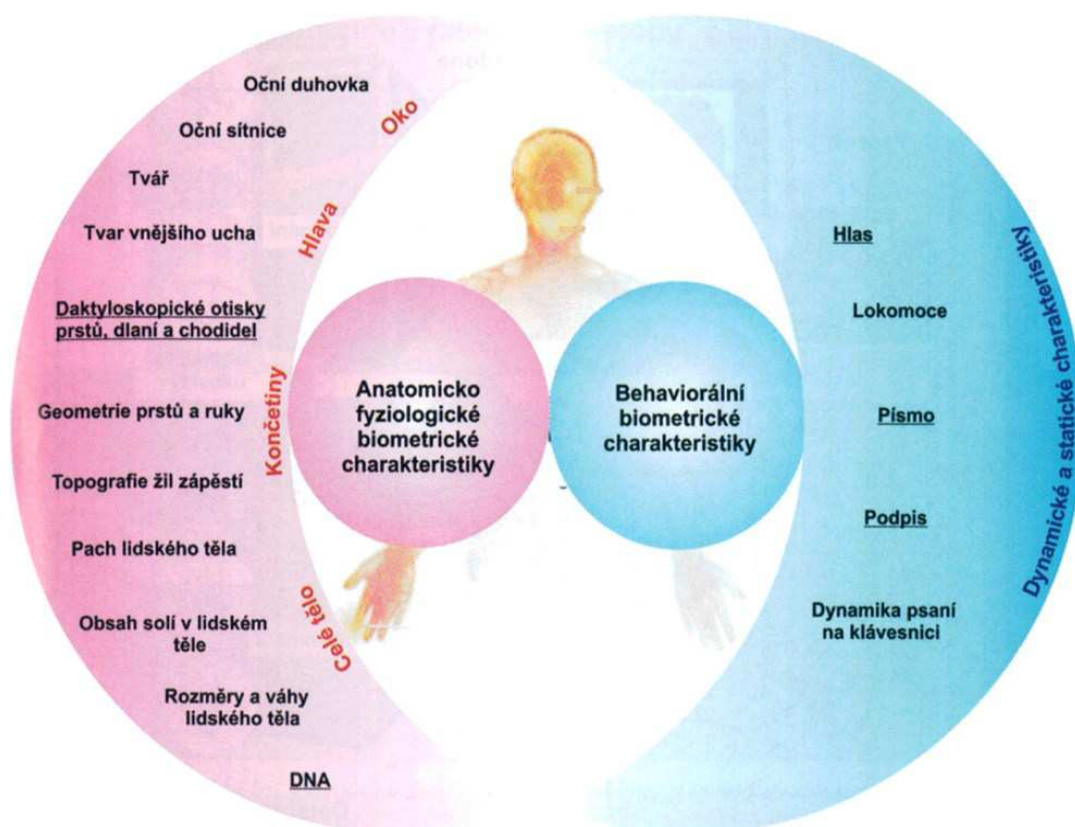 Oční duhovka
Oční sítnice
Oko
Tvář
Tvar vnějšího ucha
Hlava
Daktyloskopické otisky
prstů, dlaní a chodidel
Geometrie prstů a ruky
Topografie žil zápěstí
Končetiny
Pach lidského těla
Obsah solí v lidském
těle
Rozměry a váhy
lidského těla
DNA
Celé tělo
Anatomicko
fyziologické
biometrické
charakteristiky
Behaviorální
biometrické
charakteristiky
Hlas
Lokomoce
Písmo
Podpis
Dynamika psaní
na klávesnici
Dynamické a statické charakteristiky